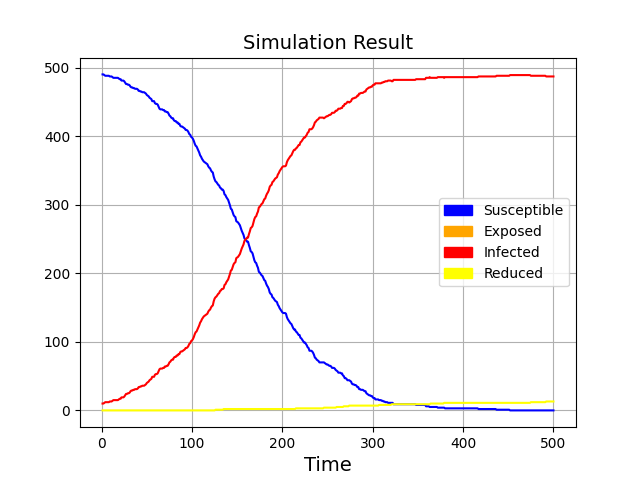 Simulation Result
500
400
300
200
100
0
Susceptible
Exposed
Infected
Reduced
0 100 200 300 400 500
Time